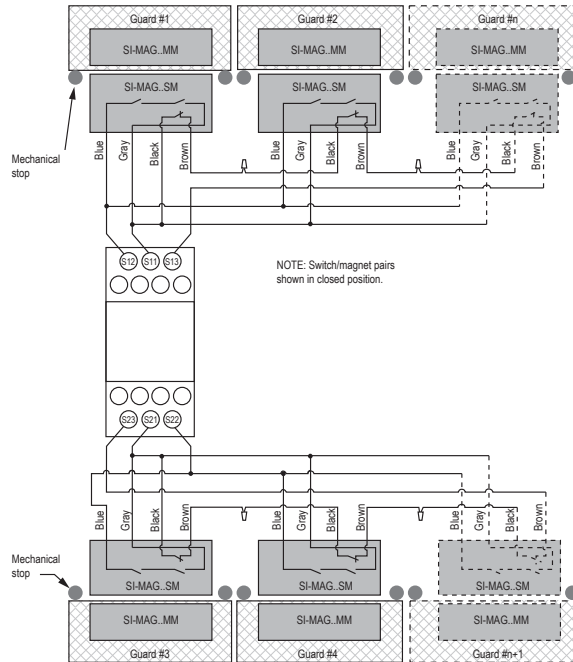 Guard #1
Guard #2
Guard #n
SI-MAG..MM
SI-MAG..MM
SI-MAG..MM
SI-MAG..SM
SI-MAG..SM
SI-MAG..SM
Mechanical
stop
Blue
Gray
Black
Brown
Blue
Gray
Black
Brown
Blue
Gray
Black
Brown
S12
S11
S13
NOTE: Switch/magnet pairs
shown in closed position.
S23
S21
S22
Blue
Gray
Black
Brown
Blue
Gray
Black
Brown
Blue
Gray
Black
Brown
Mechanical
stop
SI-MAG..SM
SI-MAG..SM
SI-MAG..SM
SI-MAG..MM
SI-MAG..MM
SI-MAG..MM
Guard #3
Guard #4
Guard #n+1